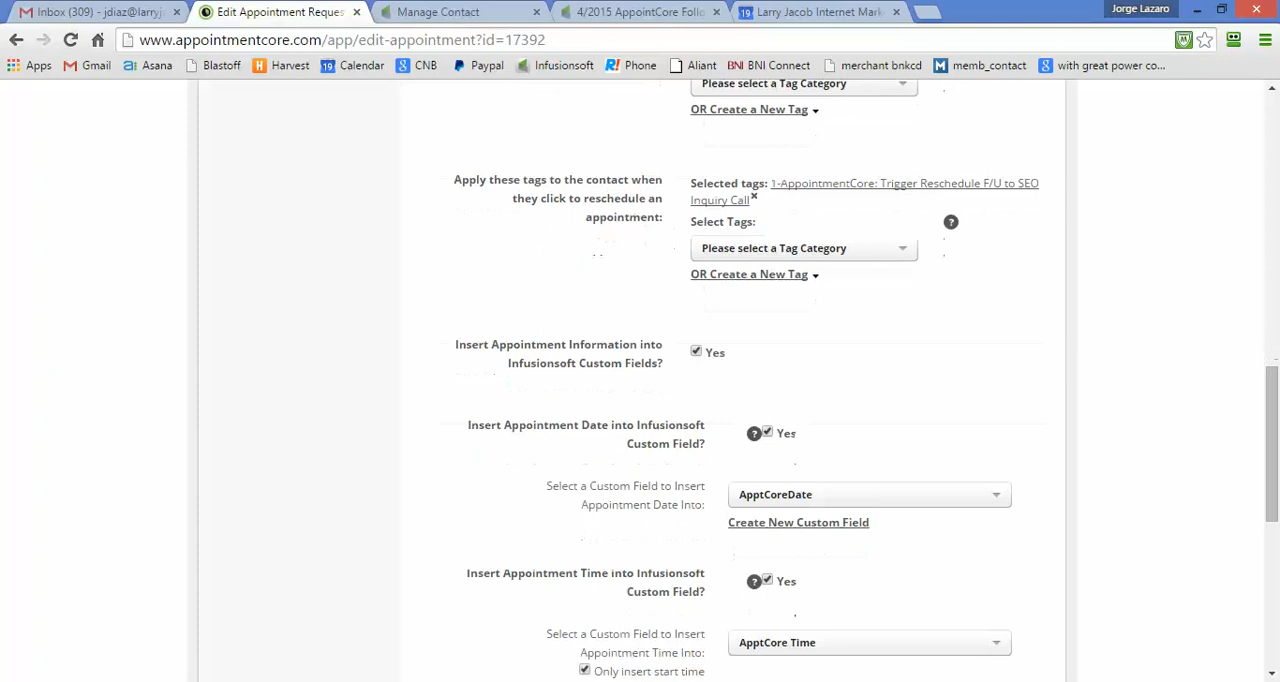 Jorge Lazaro
Inbox (309) - jdiaz@larryj
Edit Appointment Reques
Manage Contact
4/2015 AppointCore Follo
19 Larry Jacob Internet Mark
www.appointmentcore.com/app/edit-appointment?id=17392
Apps Gmail Asana Blastoff Harvest 19 Calendar CNB Paypal Infusionsoft R! Phone Aliant BNI BNI Connect merchant bnkcd M memb_contact with great power co...
Please select a Tag Category
OR Create a New Tag
Apply these tags to the contact when
they click to reschedule an
appointment:
Selected tags: 1-AppointmentCore: Trigger Reschedule F/U to SEO
Inquiry Call x
Select Tags: ?
Please select a Tag Category
OR Create a New Tag
Insert Appointment Information into
Infusionsoft Custom Fields?
Yes
Insert Appointment Date into Infusionsoft
Custom Field?
? Yes
Select a Custom Field to Insert
Appointment Date Into:
ApptCoreDate
Create New Custom Field
Insert Appointment Time into Infusionsoft
Custom Field?
? Yes
Select a Custom Field to Insert
Appointment Time Into:
ApptCore Time
Only insert start time